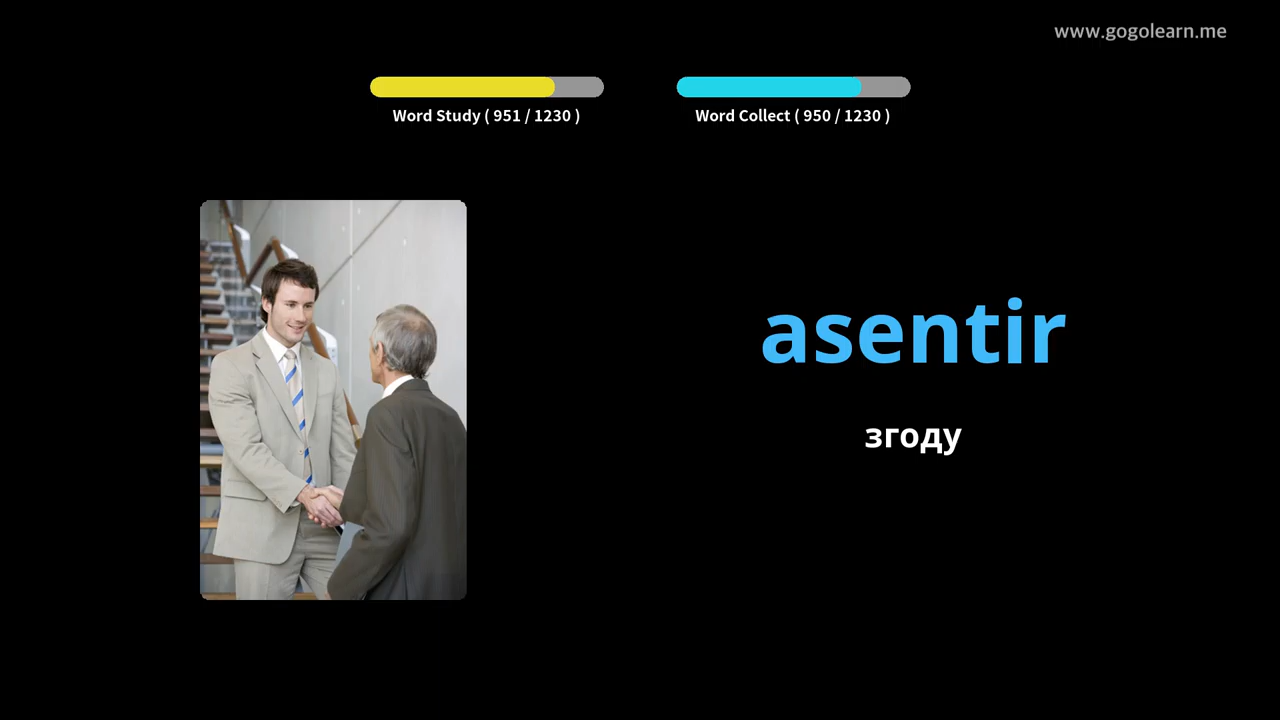 www.gogolearn.me
Word Study ( 951 / 1230 )
Word Collect ( 950 / 1230 )
asentir
згоду